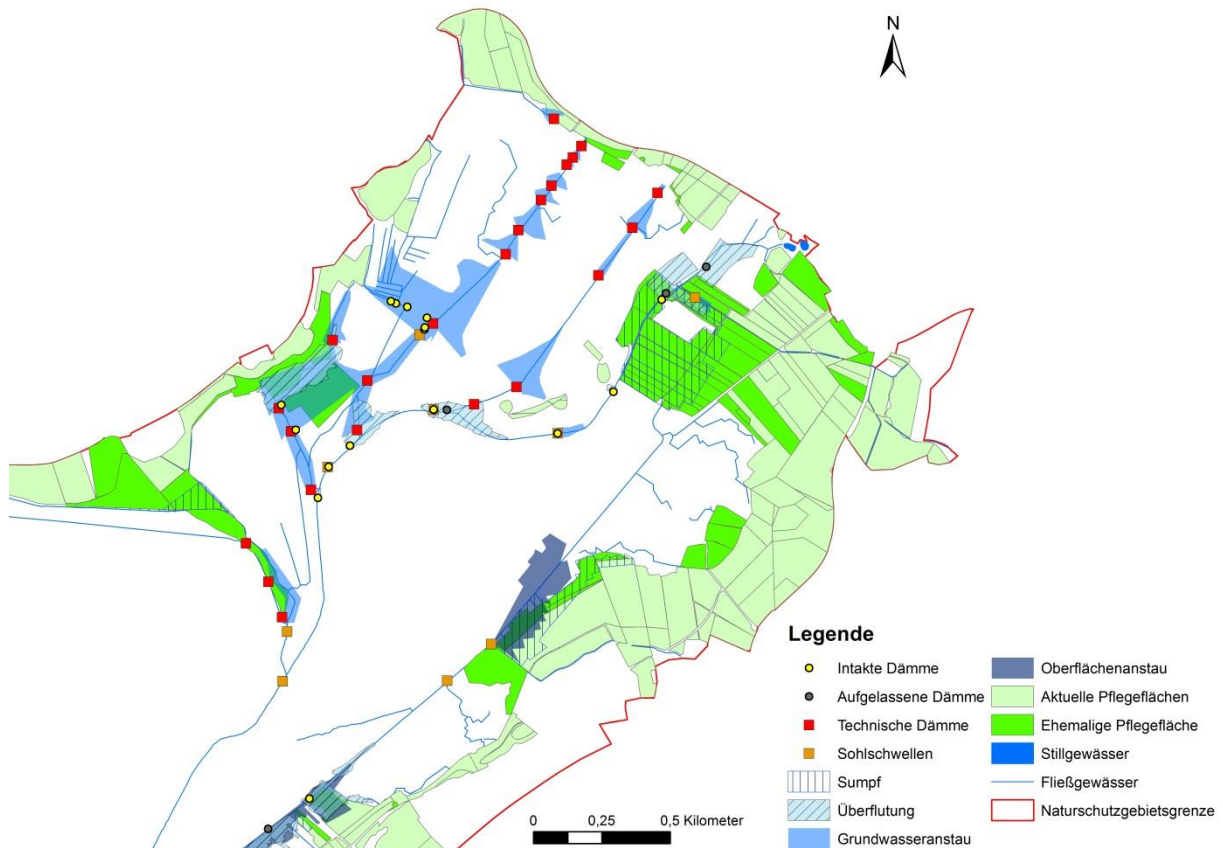 N
Legende
Intakte Dämme
Aufgelassene Dämme
Technische Dämme
Sohlschwellen
Sumpf
Überflutung
Grundwasseranstau
Oberflächenanstau
Aktuelle Pflegeflächen
Ehemalige Pflegefläche
Stillgewässer
Fließgewässer
Naturschutzgebietsgrenze
0 0,25 0,5 Kilometer